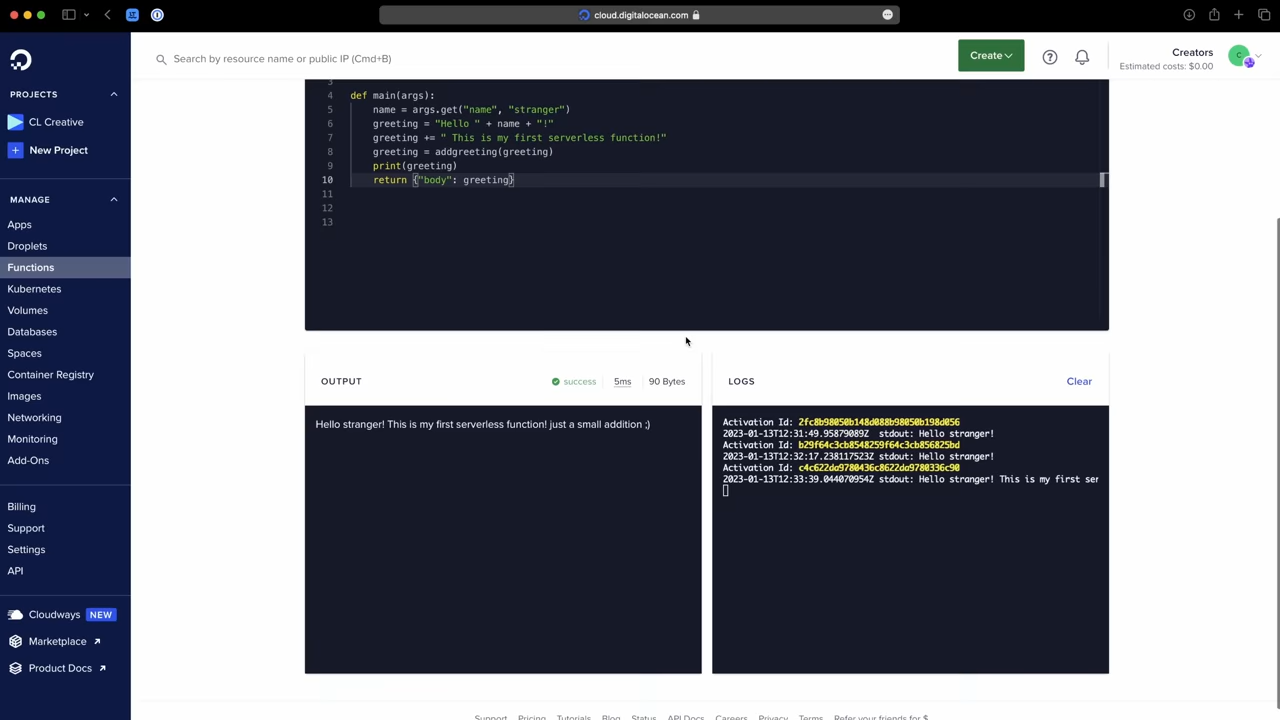 cloud.digitalocean.com
Search by resource name or public IP (Cmd+B)
Create
Creators
Estimated costs: $0.00
C
PROJECTS
CL Creative
New Project
MANAGE
Apps
Droplets
Functions
Kubernetes
Volumes
Databases
Spaces
Container Registry
Images
Networking
Monitoring
Add-Ons
Billing
Support
Settings
API
Cloudways NEW
Marketplace
Product Docs
3
4 def main(args):
5 name = args.get("name", "stranger")
6 greeting = "Hello " + name + "!"
7 greeting += " This is my first serverless function!"
8 greeting = addgreeting(greeting)
9 print(greeting)
10 return {"body": greeting}
11
12
13
OUTPUT success 5ms 90 Bytes
Hello stranger! This is my first serverless function! just a small addition ;)
LOGS Clear
Activation Id: 2fc8b98050b148d088b98050b198d056
2023-01-13T12:31:49.95879089Z stdout: Hello stranger!
Activation Id: b29f64c3cb8548259f64c3cb856825bd
2023-01-13T12:32:17.238117523Z stdout: Hello stranger!
Activation Id: c4c622da9780436c8622da9780336c90
2023-01-13T12:33:39.044070954Z stdout: Hello stranger! This is my first ser
Support Pricing Tutorials Blog Status API Docs Careers Privacy Terms Refer your friends for $